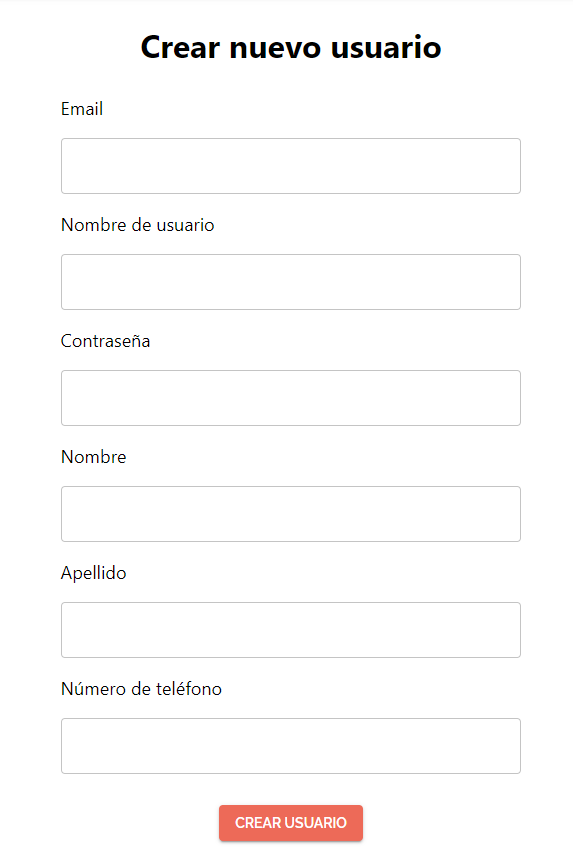 Crear nuevo usuario
Email
Nombre de usuario
Contraseña
Nombre
Apellido
Número de teléfono
CREAR USUARIO